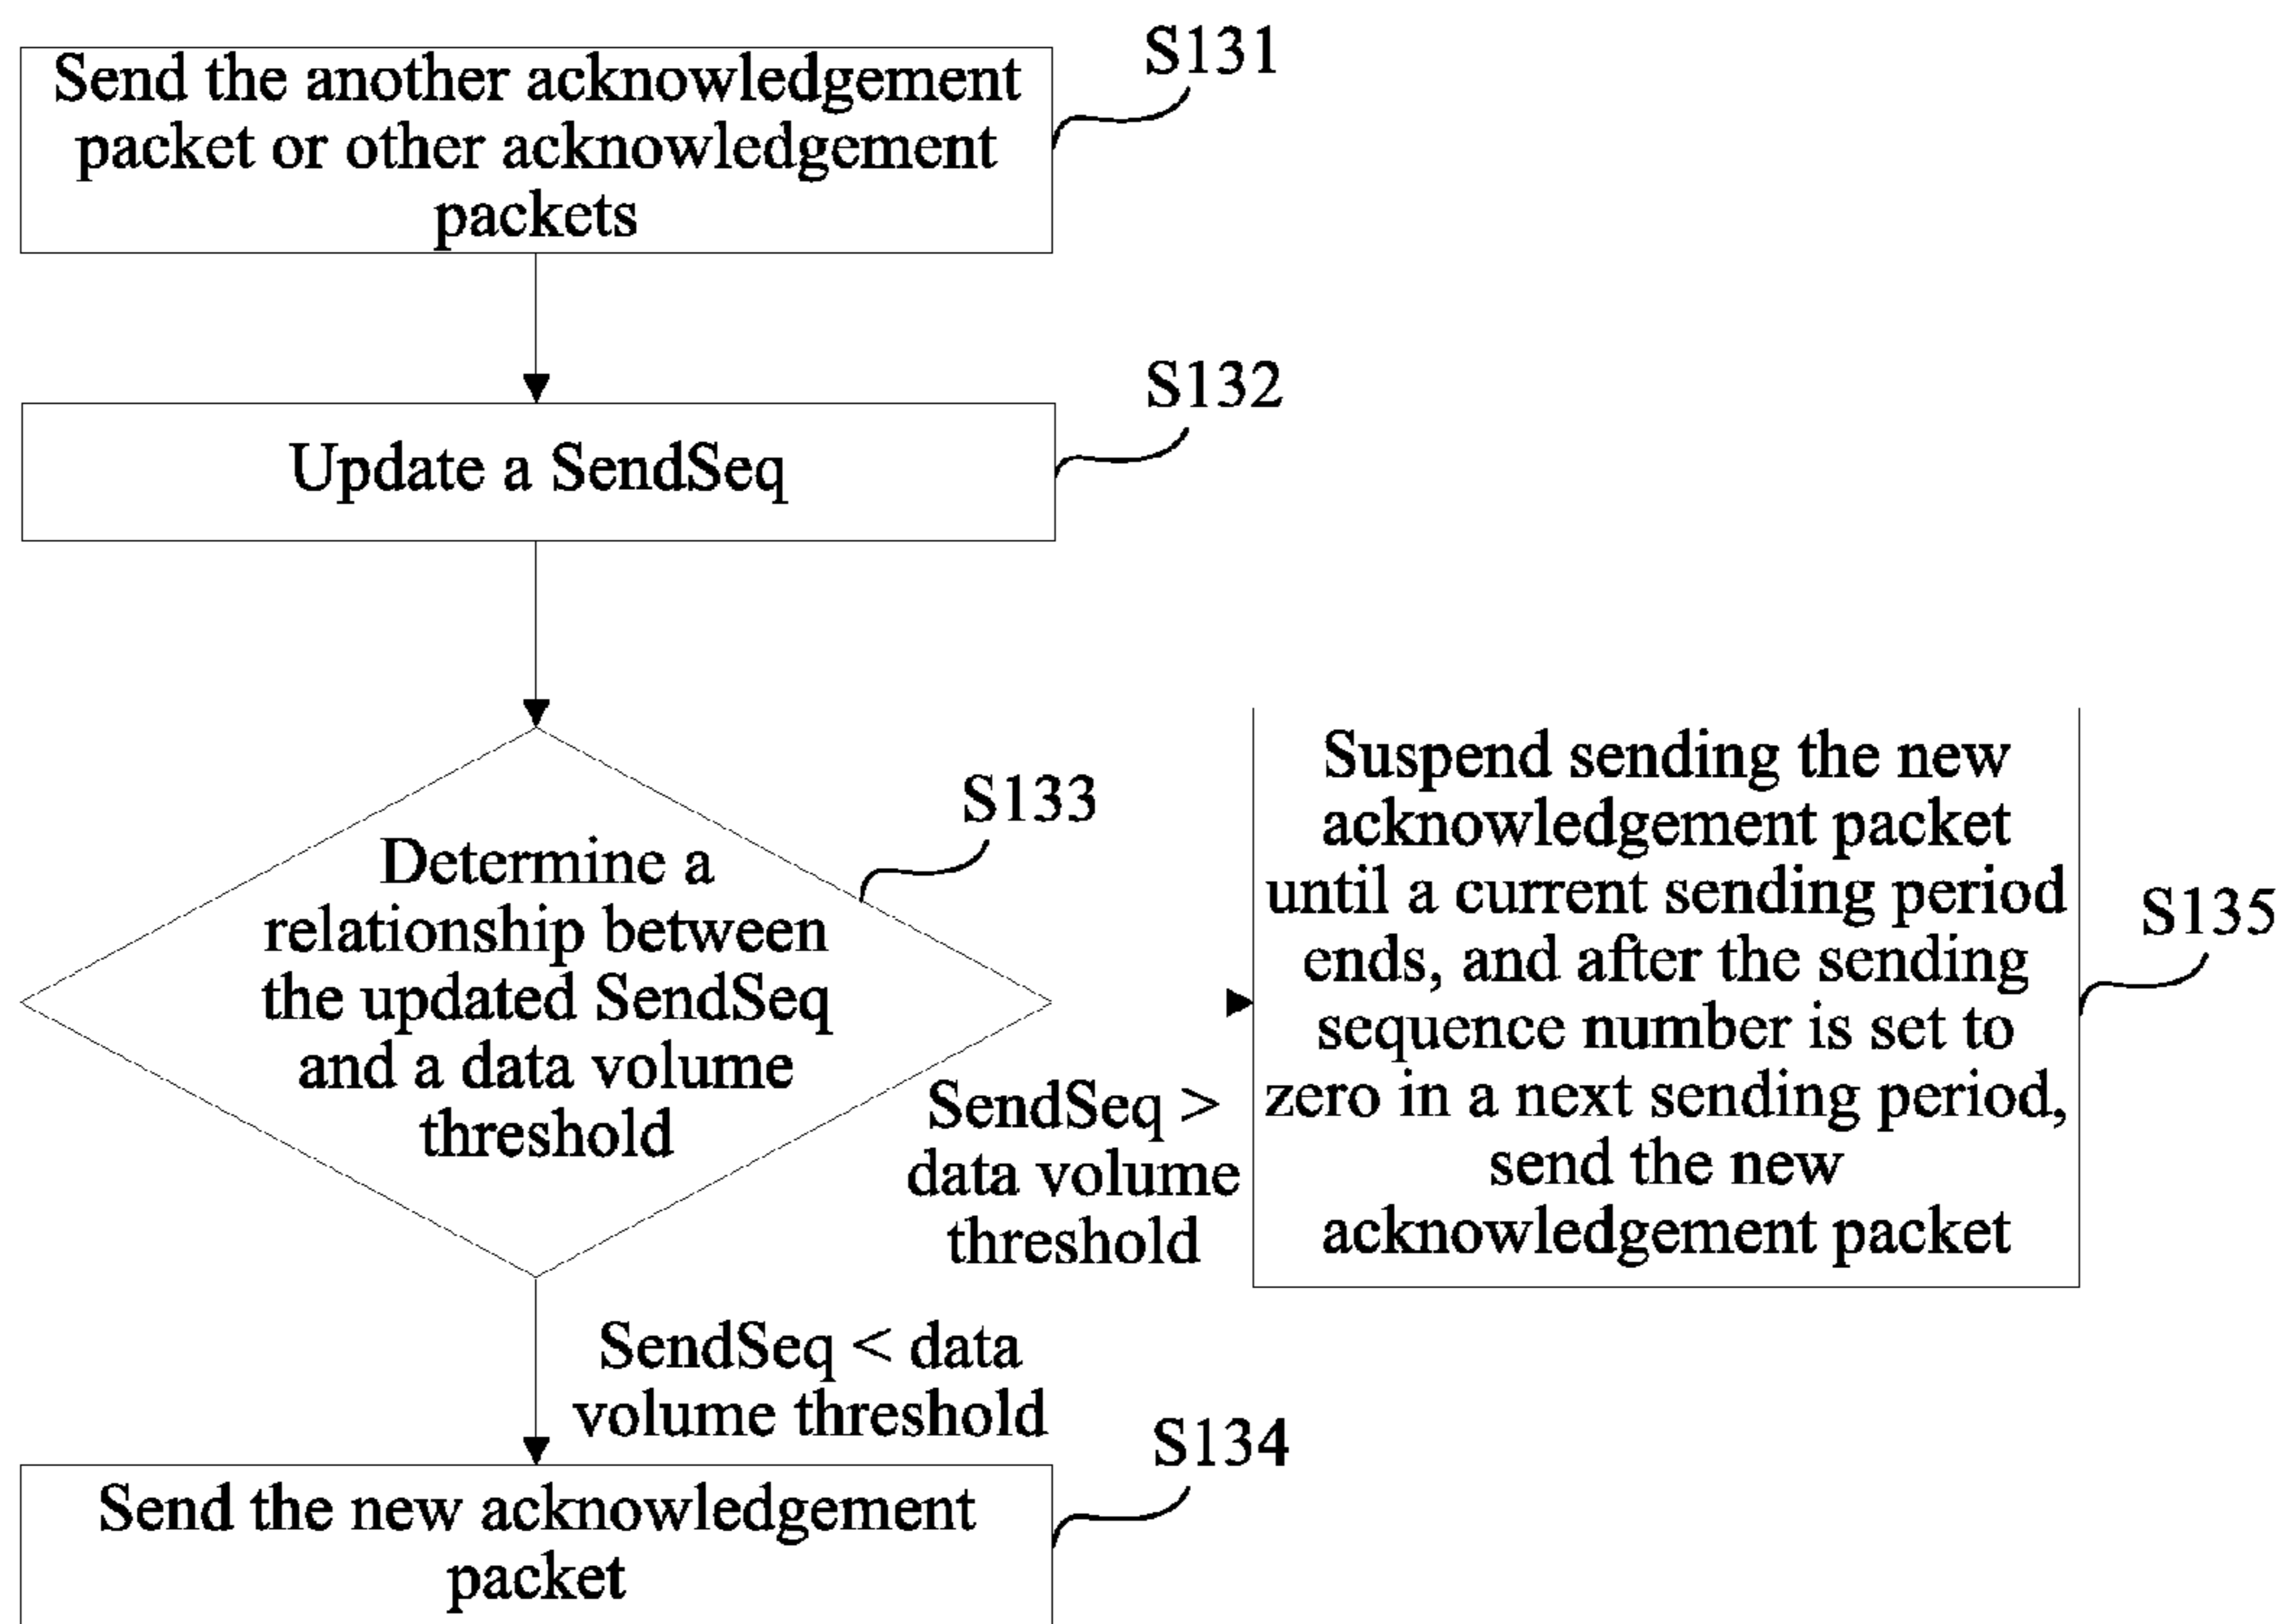 S131
Send the another acknowledgement
packet or other acknowledgement
packets
S132
Update a SendSeq
S133
Determine a
relationship between
the updated SendSeq
and a data volume
threshold
SendSeq >
data volume
threshold
Suspend sending the new
acknowledgement packet
until a current sending period
ends, and after the sending
sequence number is set to
zero in a next sending period,
send the new
acknowledgement packet
S135
SendSeq < data
volume threshold
S134
Send the new acknowledgement
packet